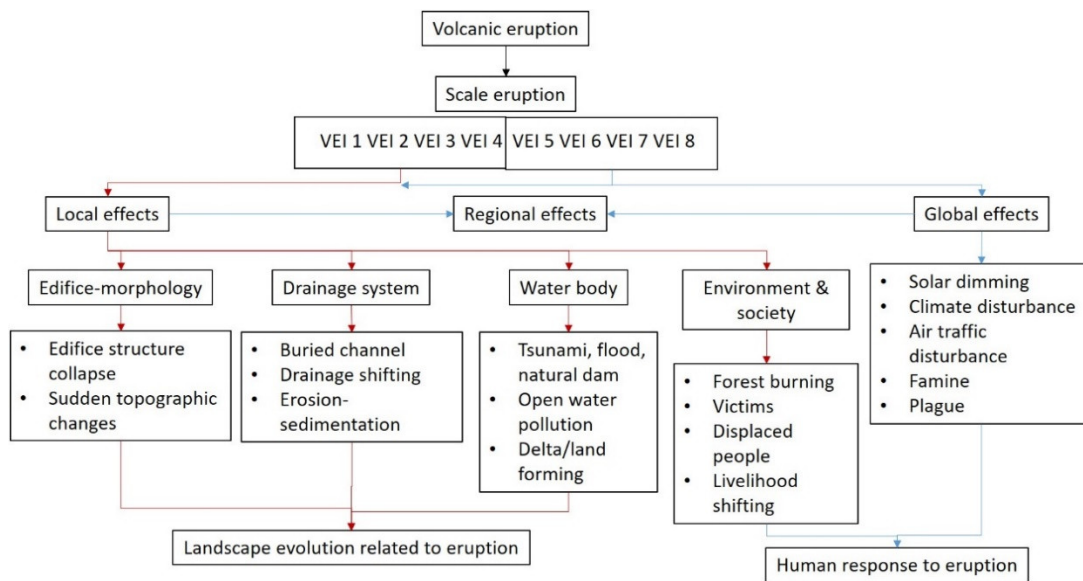 Volcanic eruption
Scale eruption
VEI 1 VEI 2 VEI 3 VEI 4
VEI 5 VEI 6 VEI 7 VEI 8
Local effects
Regional effects
Global effects
Edifice-morphology
Drainage system
Water body
Environment &
society
• Solar dimming
• Climate disturbance
• Air traffic
disturbance
• Famine
• Plague
• Edifice structure
collapse
• Sudden topographic
changes
• Buried channel
• Drainage shifting
• Erosion-
sedimentation
• Tsunami, flood,
natural dam
• Open water
pollution
• Delta/land
forming
• Forest burning
• Victims
• Displaced
people
• Livelihood
shifting
Landscape evolution related to eruption
Human response to eruption